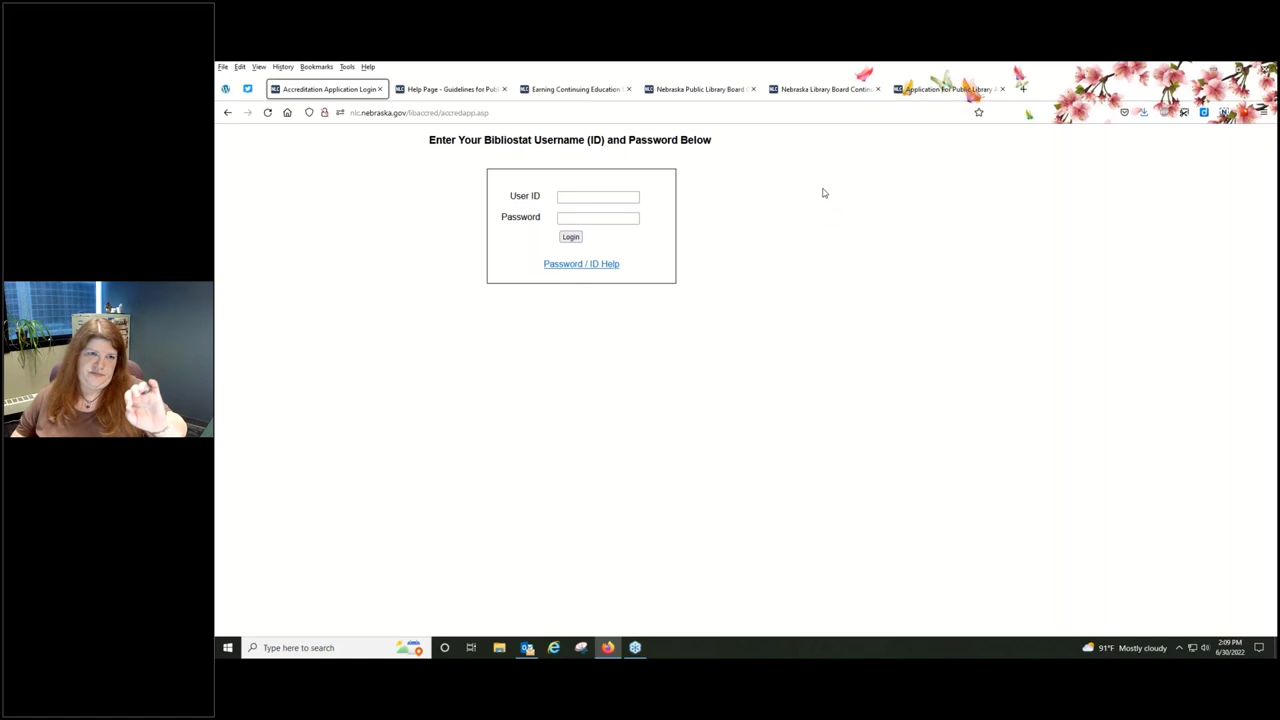 File Edit View History Bookmarks Tools Help
Accreditation Application Login
Help Page - Guidelines for Publ
Earning Continuing Education
Nebraska Public Library Board C
Nebraska Library Board Continu
Application For Public Library A
nlc.nebraska.gov/libaccred/accredapp.asp
Enter Your Bibliostat Username (ID) and Password Below
User ID
Password
Login
Password / ID Help
Type here to search
91°F Mostly cloudy
2:09 PM
6/30/2022